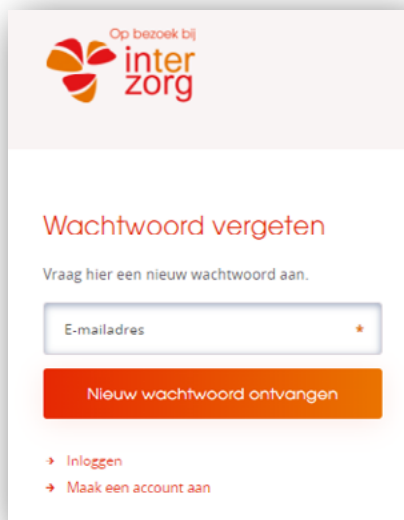 Op bezoek bij
inter
zorg
Wachtwoord vergeten
Vraag hier een nieuw wachtwoord aan.
E-mailadres *
Nieuw wachtwoord ontvangen
→ Inloggen
→ Maak een account aan